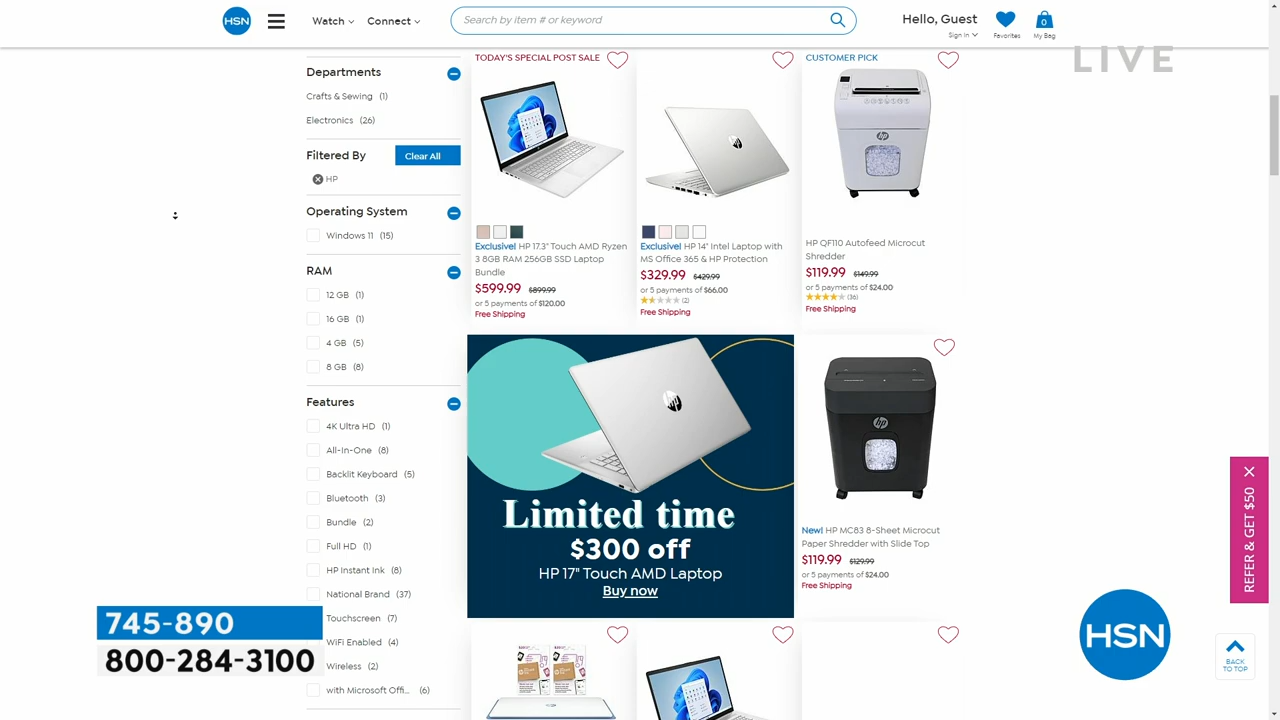 HSN
Watch
Connect
Search by item # or keyword
Hello, Guest
Sign In
Favorites
0
My Bag
LIVE
Departments
Crafts & Sewing (1)
Electronics (26)
Filtered By
Clear All
HP
Operating System
Windows 11 (15)
RAM
12 GB (1)
16 GB (1)
4 GB (5)
8 GB (8)
Features
4K Ultra HD (1)
All-In-One (8)
Backlit Keyboard (5)
Bluetooth (3)
Bundle (2)
Full HD (1)
HP Instant Ink (8)
National Brand (37)
Touchscreen (7)
WiFi Enabled (4)
Wireless (2)
with Microsoft Offi... (6)
TODAY'S SPECIAL POST SALE
Exclusive! HP 17.3" Touch AMD Ryzen
3 8GB RAM 256GB SSD Laptop
Bundle
$599.99 $899.99
or 5 payments of $120.00
Free Shipping
hp
Exclusive! HP 14" Intel Laptop with
MS Office 365 & HP Protection
$329.99 $429.99
or 5 payments of $66.00
(2)
Free Shipping
CUSTOMER PICK
hp
HP QF110 Autofeed Microcut
Shredder
$119.99 $149.99
or 5 payments of $24.00
(36)
Free Shipping
hp
Limited time
$300 off
HP 17" Touch AMD Laptop
Buy now
hp
New! HP MC83 8-Sheet Microcut
Paper Shredder with Slide Top
$119.99 $129.99
or 5 payments of $24.00
Free Shipping
REFER & GET $50
745-890
800-284-3100
HSN
BACK
TO TOP